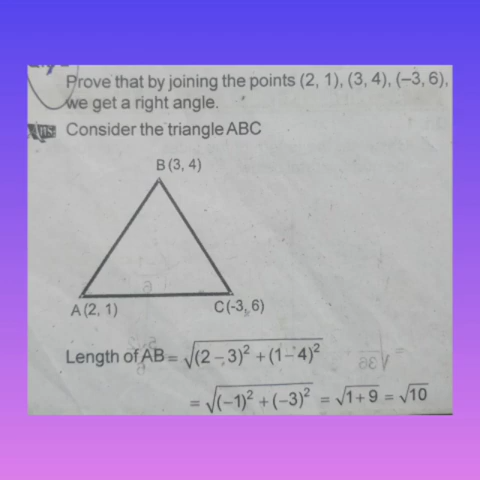 Prove that by joining the points (2, 1), (3, 4), (−3, 6),
we get a right angle.
Ans. Consider the triangle ABC
B (3, 4)
A (2, 1)
C(-3, 6)
Length of AB = √((2 − 3)² + (1 − 4)²)
= √((−1)² + (−3)²) = √(1 + 9) = √10